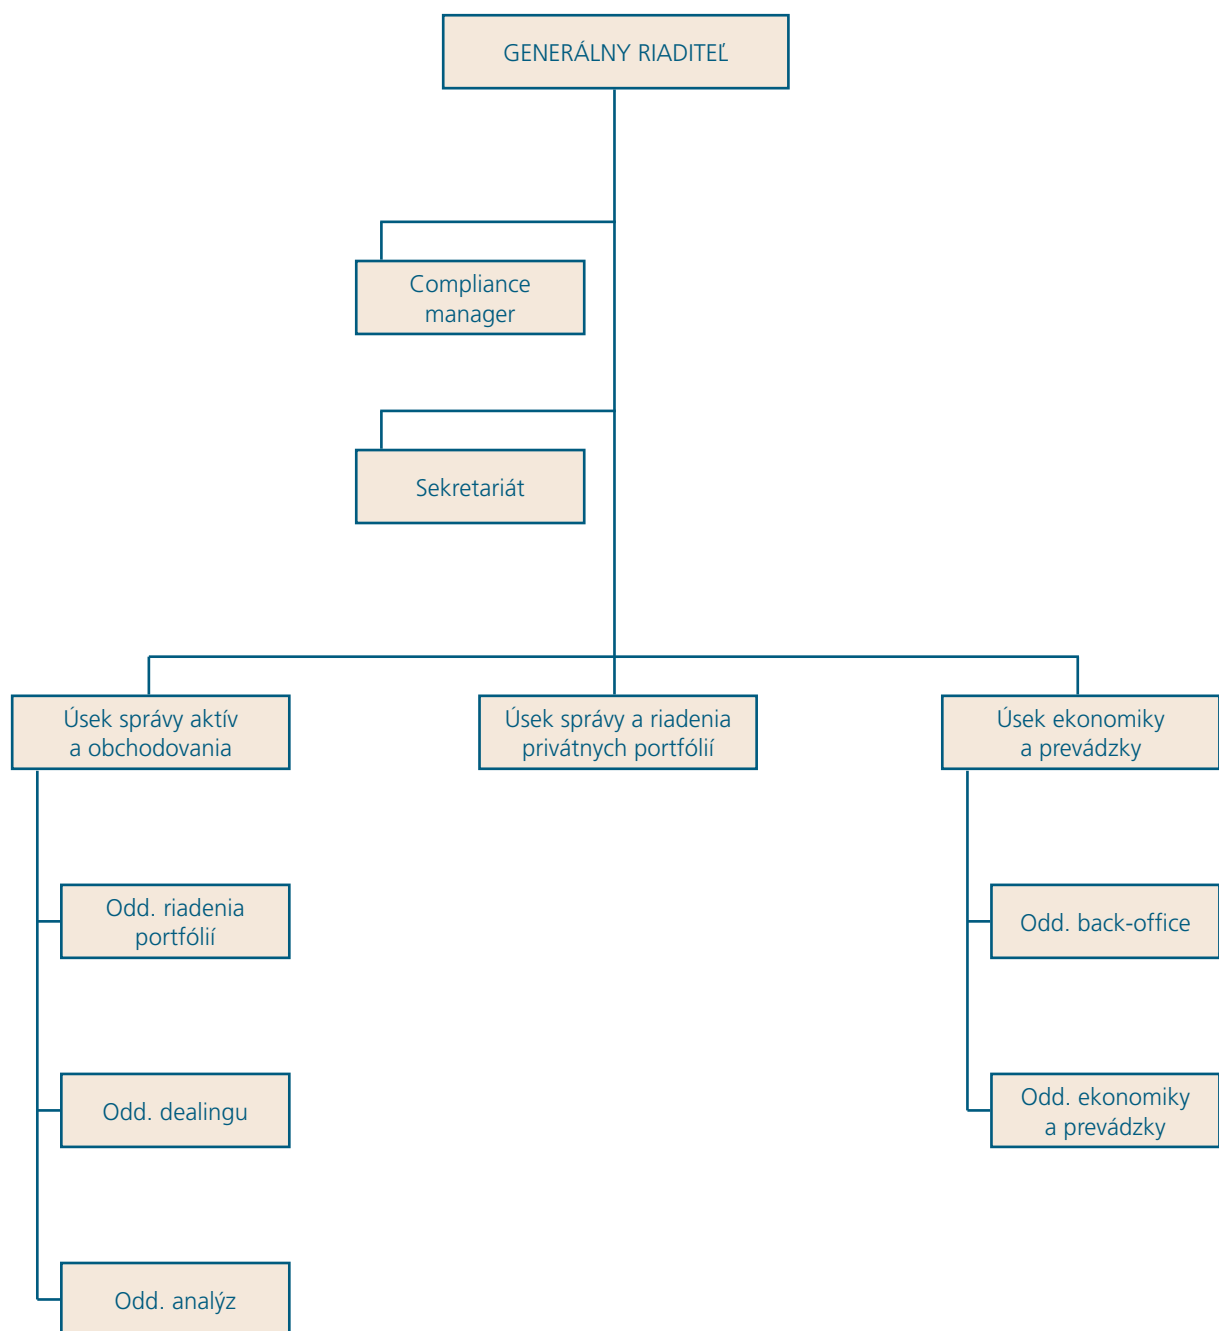 GENERÁLNY RIADITEĽ
Compliance
manager
Sekretariát
Úsek správy aktív
a obchodovania
Úsek správy a riadenia
privátnych portfólií
Úsek ekonomiky
a prevádzky
Odd. riadenia
portfólií
Odd. back-office
Odd. dealingu
Odd. ekonomiky
a prevádzky
Odd. analýz